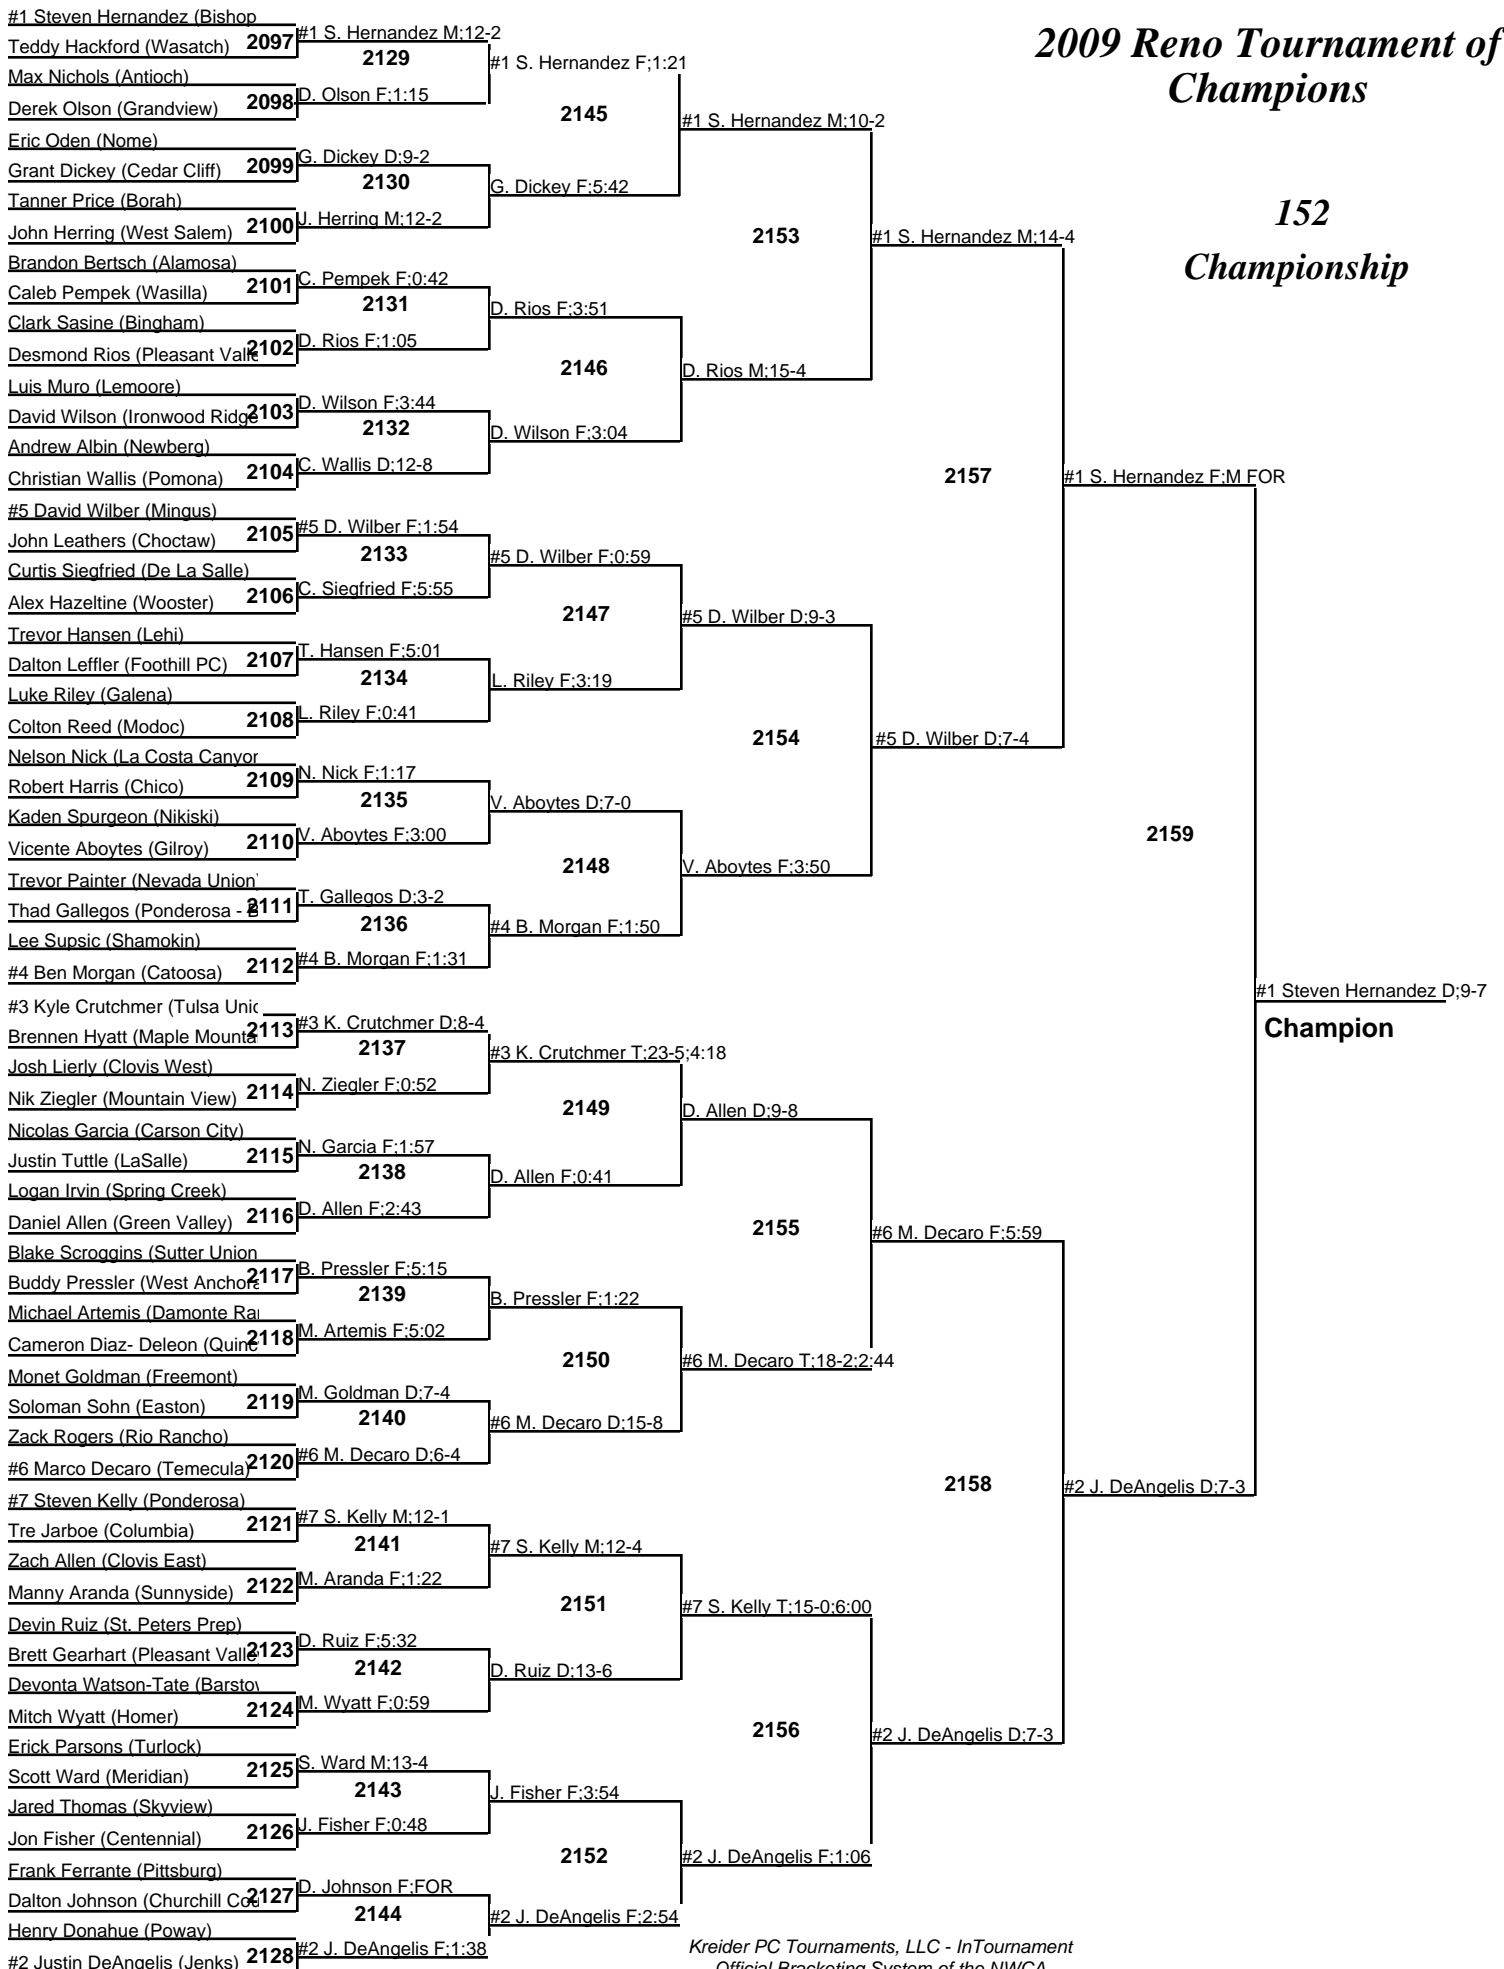 2009 Reno Tournament of
Champions
152
Championship
#1 Steven Hernandez (Bishop
Teddy Hackford (Wasatch)
2097
Max Nichols (Antioch)
Derek Olson (Grandview)
2098
Eric Oden (Nome)
Grant Dickey (Cedar Cliff)
2099
Tanner Price (Borah)
John Herring (West Salem)
2100
Brandon Bertsch (Alamosa)
Caleb Pempek (Wasilla)
2101
Clark Sasine (Bingham)
Desmond Rios (Pleasant Valle
2102
Luis Muro (Lemoore)
David Wilson (Ironwood Ridge
2103
Andrew Albin (Newberg)
Christian Wallis (Pomona)
2104
#5 David Wilber (Mingus)
John Leathers (Choctaw)
2105
Curtis Siegfried (De La Salle)
Alex Hazeltine (Wooster)
2106
Trevor Hansen (Lehi)
Dalton Leffler (Foothill PC)
2107
Luke Riley (Galena)
Colton Reed (Modoc)
2108
Nelson Nick (La Costa Canyon
Robert Harris (Chico)
2109
Kaden Spurgeon (Nikiski)
Vicente Aboytes (Gilroy)
2110
Trevor Painter (Nevada Union)
Thad Gallegos (Ponderosa -
2111
Lee Supsic (Shamokin)
#4 Ben Morgan (Catoosa)
2112
#3 Kyle Crutchmer (Tulsa Unic
Brennen Hyatt (Maple Mounta
2113
Josh Lierly (Clovis West)
Nik Ziegler (Mountain View)
2114
Nicolas Garcia (Carson City)
Justin Tuttle (LaSalle)
2115
Logan Irvin (Spring Creek)
Daniel Allen (Green Valley)
2116
Blake Scroggins (Sutter Union
Buddy Pressler (West Anchora
2117
Michael Artemis (Damonte Ra
Cameron Diaz- Deleon (Quinc
2118
Monet Goldman (Freemont)
Soloman Sohn (Easton)
2119
Zack Rogers (Rio Rancho)
#6 Marco Decaro (Temecula)
2120
#7 Steven Kelly (Ponderosa)
Tre Jarboe (Columbia)
2121
Zach Allen (Clovis East)
Manny Aranda (Sunnyside)
2122
Devin Ruiz (St. Peters Prep)
Brett Gearhart (Pleasant Valle
2123
Devonta Watson-Tate (Barstow
Mitch Wyatt (Homer)
2124
Erick Parsons (Turlock)
Scott Ward (Meridian)
2125
Jared Thomas (Skyview)
Jon Fisher (Centennial)
2126
Frank Ferrante (Pittsburg)
Dalton Johnson (Churchill Cou
2127
Henry Donahue (Poway)
#2 Justin DeAngelis (Jenks)
2128
#1 S. Hernandez M;12-2
2129
D. Olson F;1:15
G. Dickey D;9-2
2130
J. Herring M;12-2
C. Pempek F;0:42
2131
D. Rios F;1:05
D. Wilson F;3:44
2132
C. Wallis D;12-8
#5 D. Wilber F;1:54
2133
C. Siegfried F;5:55
T. Hansen F;5:01
2134
L. Riley F;0:41
N. Nick F;1:17
2135
V. Aboytes F;3:00
T. Gallegos D;3-2
2136
#4 B. Morgan F;1:31
#3 K. Crutchmer D;8-4
2137
N. Ziegler F;0:52
N. Garcia F;1:57
2138
D. Allen F;2:43
B. Pressler F;5:15
2139
M. Artemis F;5:02
M. Goldman D;7-4
2140
#6 M. Decaro D;6-4
#7 S. Kelly M;12-1
2141
M. Aranda F;1:22
D. Ruiz F;5:32
2142
M. Wyatt F;0:59
S. Ward M;13-4
2143
J. Fisher F;0:48
D. Johnson F;FOR
2144
#2 J. DeAngelis F;1:38
#1 S. Hernandez F;1:21
2145
G. Dickey F;5:42
D. Rios F;3:51
2146
D. Wilson F;3:04
#5 D. Wilber F;0:59
2147
L. Riley F;3:19
V. Aboytes D;7-0
2148
#4 B. Morgan F;1:50
#3 K. Crutchmer T;23-5;4:18
2149
D. Allen F;0:41
B. Pressler F;1:22
2150
#6 M. Decaro D;15-8
#7 S. Kelly M;12-4
2151
D. Ruiz D;13-6
J. Fisher F;3:54
2152
#2 J. DeAngelis F;2:54
#1 S. Hernandez M;10-2
2153
D. Rios M;15-4
#5 D. Wilber D;9-3
2154
V. Aboytes F;3:50
D. Allen D;9-8
2155
#6 M. Decaro T;18-2;2:44
#7 S. Kelly T;15-0;6:00
2156
#2 J. DeAngelis F;1:06
#1 S. Hernandez M;14-4
2157
#5 D. Wilber D;7-4
#6 M. Decaro F;5:59
2158
#2 J. DeAngelis D;7-3
#1 S. Hernandez F;M FOR
2159
#2 J. DeAngelis D;7-3
#1 Steven Hernandez D;9-7
Champion
Kreider PC Tournaments, LLC - InTournament
Official Bracketing System of the NWCA